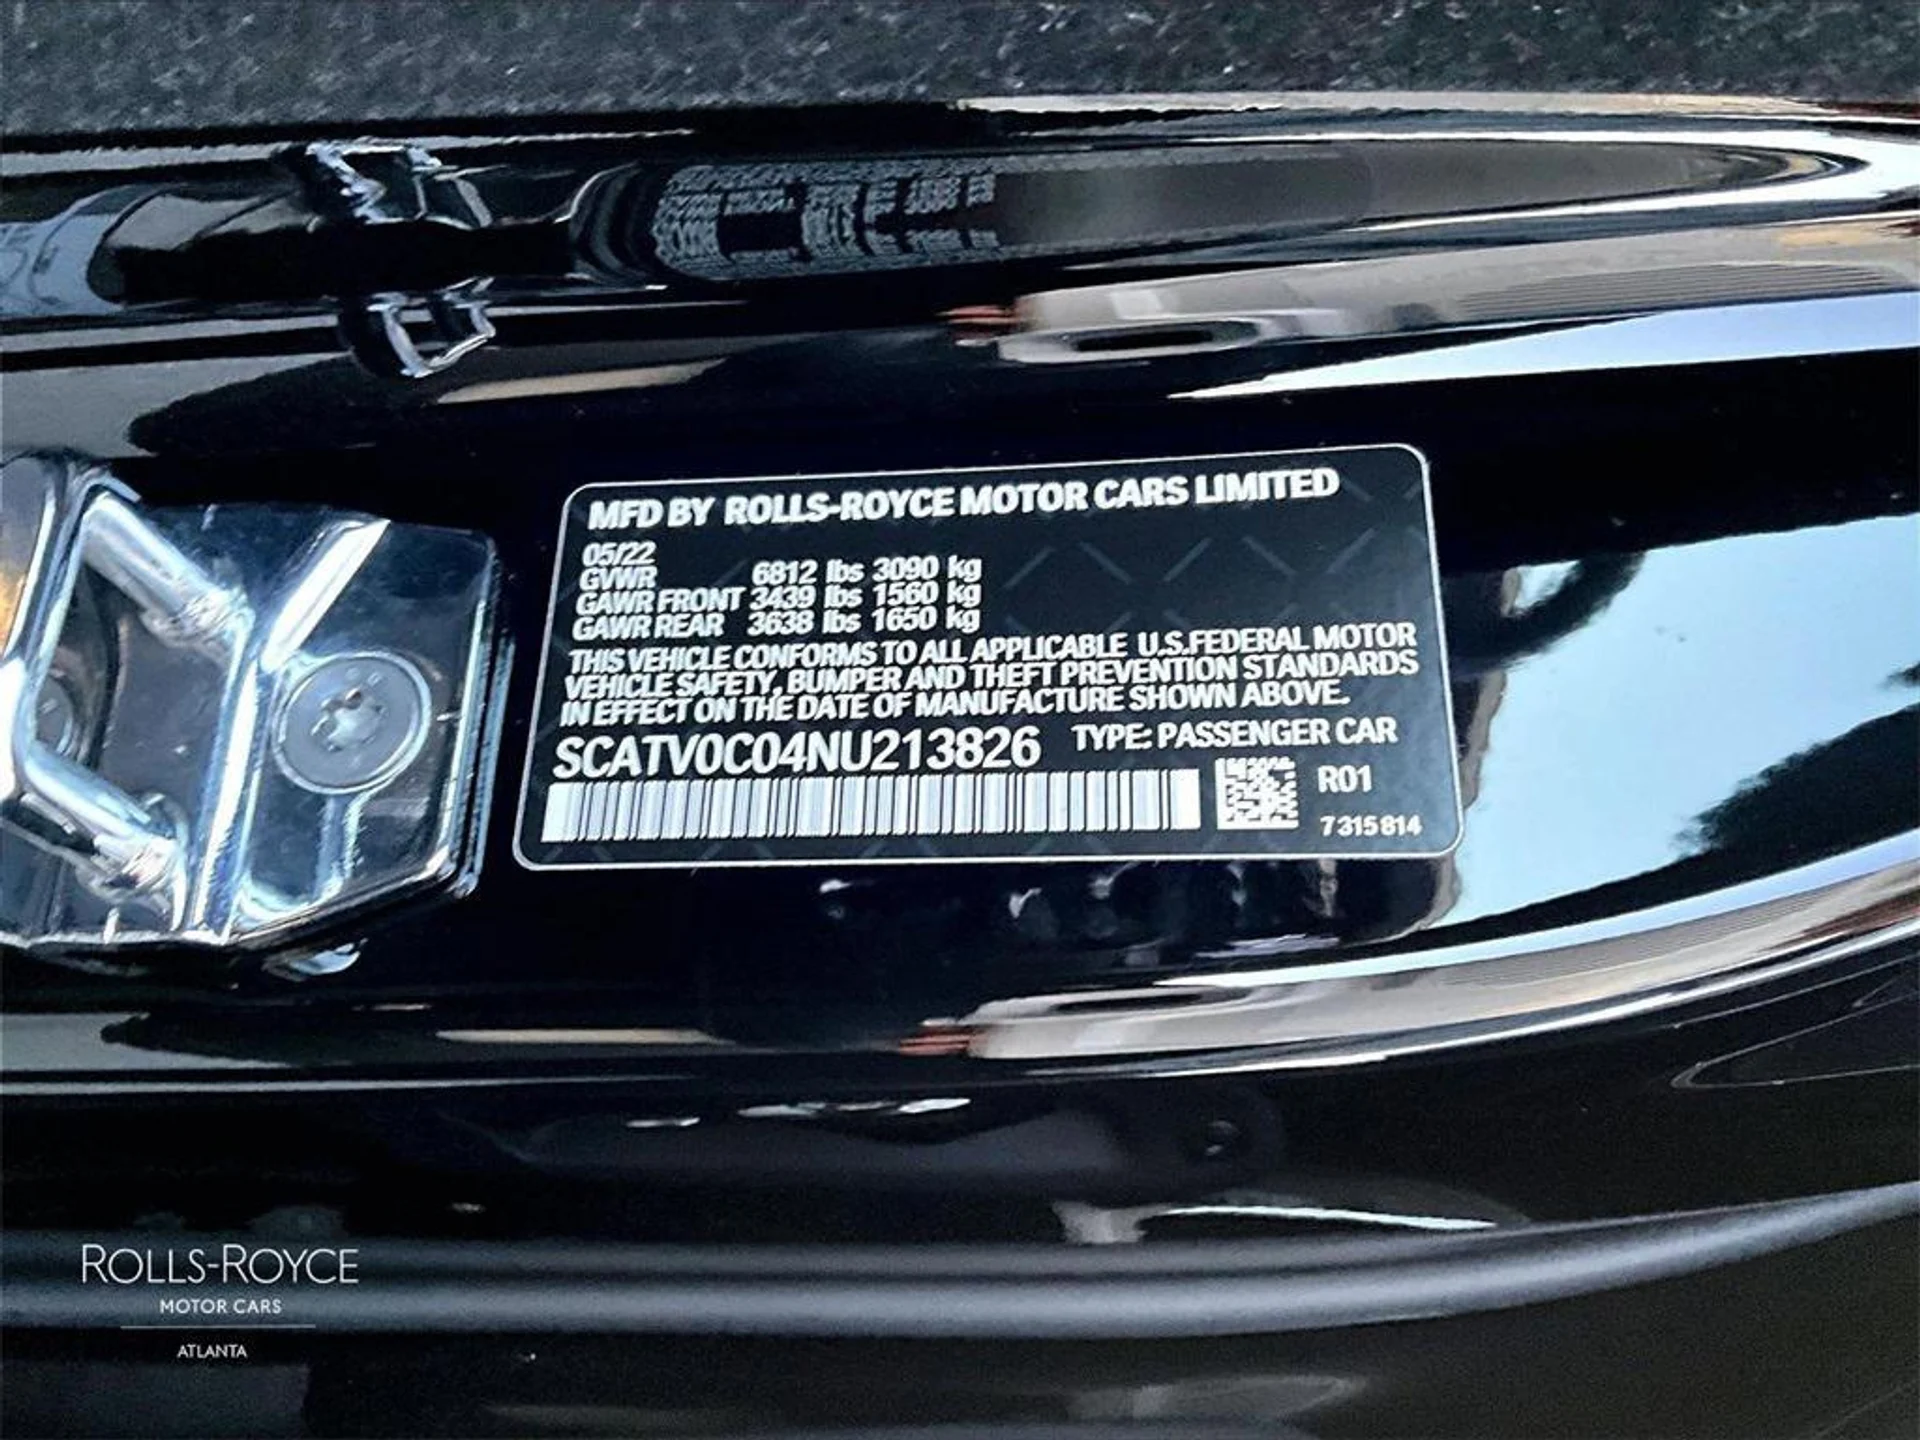 MFD BY ROLLS-ROYCE MOTOR CARS LIMITED
05/22
GVWR 6812 lbs 3090 kg
GAWR FRONT 3439 lbs 1560 kg
GAWR REAR 3638 lbs 1650 kg
THIS VEHICLE CONFORMS TO ALL APPLICABLE U.S.FEDERAL MOTOR
VEHICLE SAFETY, BUMPER AND THEFT PREVENTION STANDARDS
IN EFFECT ON THE DATE OF MANUFACTURE SHOWN ABOVE.
SCATV0C04NU213826 TYPE: PASSENGER CAR
R01
7315814
ROLLS-ROYCE
MOTOR CARS
ATLANTA